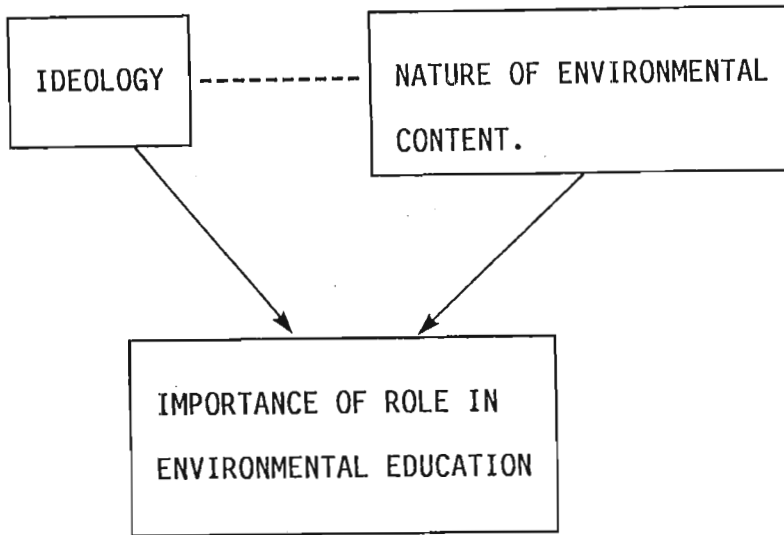 IDEOLOGY
NATURE OF ENVIRONMENTAL
CONTENT.
IMPORTANCE OF ROLE IN
ENVIRONMENTAL EDUCATION